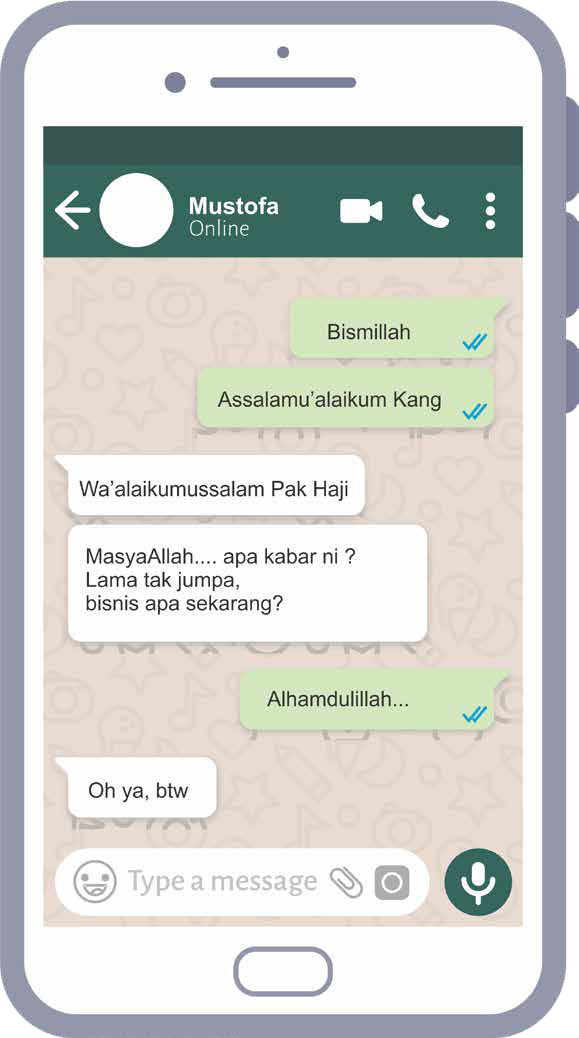 Mustofa
Online
Bismillah
Assalamu’alaikum Kang
Wa’alaikumussalam Pak Haji
MasyaAllah.... apa kabar ni ?
Lama tak jumpa,
bisnis apa sekarang?
Alhamdulillah...
Oh ya, btw
Type a message